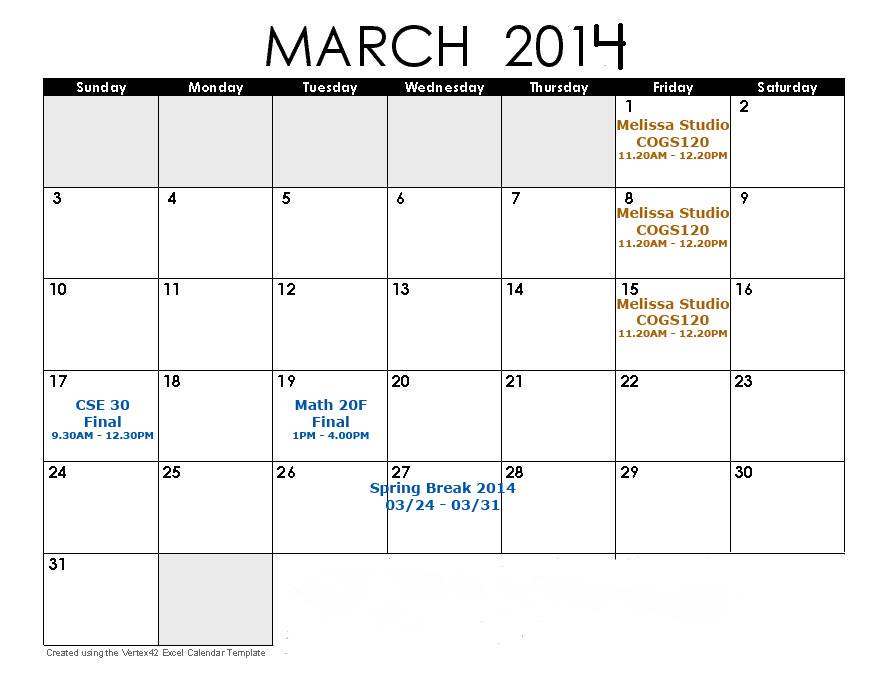 MARCH 2014
Sunday Monday Tuesday Wednesday Thursday Friday Saturday
1 2
Melissa Studio
COGS120
11.20AM - 12.20PM
3 4 5 6 7 8 9
Melissa Studio
COGS120
11.20AM - 12.20PM
10 11 12 13 14 15 16
Melissa Studio
COGS120
11.20AM - 12.20PM
17 18 19 20 21 22 23
CSE 30 Math 20F
Final Final
9.30AM - 12.30PM 1PM - 4.00PM
24 25 26 27 28 29 30
Spring Break 2014
03/24 - 03/31
31
Created using the Vertex42 Excel Calendar Template